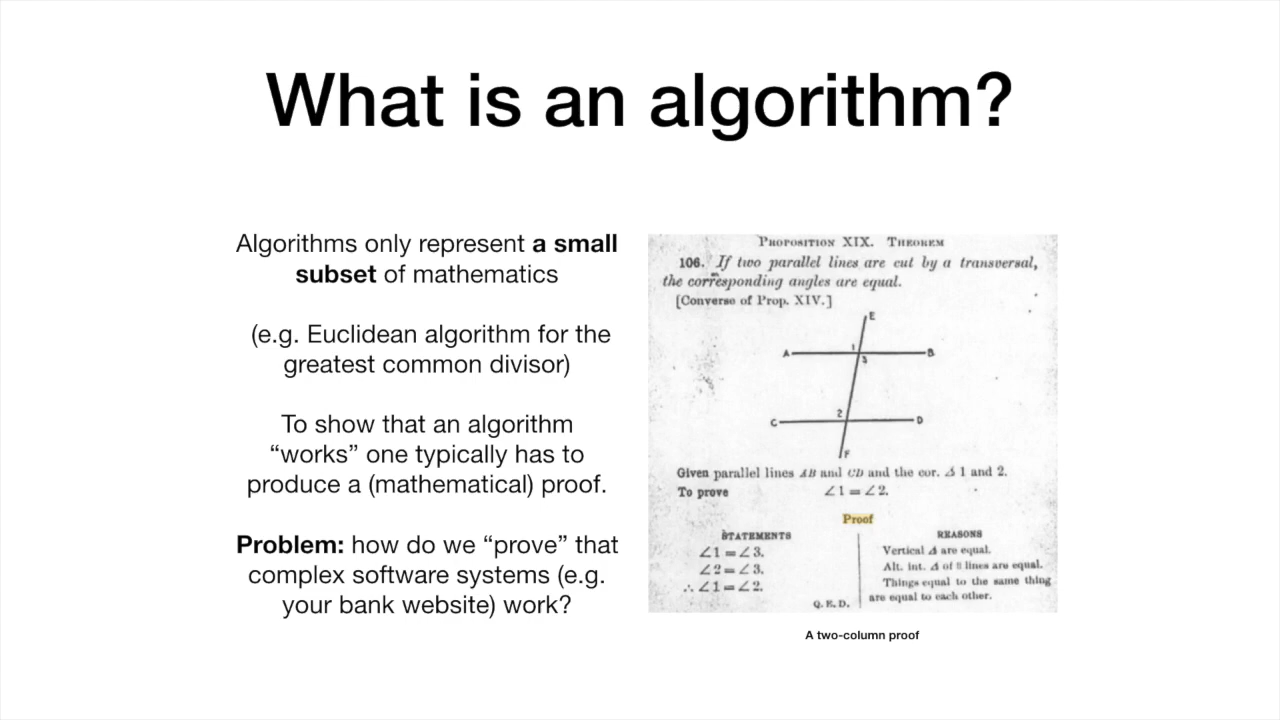 What is an algorithm?
Algorithms only represent a small
subset of mathematics
(e.g. Euclidean algorithm for the
greatest common divisor)
To show that an algorithm
“works” one typically has to
produce a (mathematical) proof.
Problem: how do we “prove” that
complex software systems (e.g.
your bank website) work?
PROPOSITION XIX. THEOREM
106. If two parallel lines are cut by a transversal,
the corresponding angles are equal.
[Converse of Prop. XIV.]
E
A
1
B
3
2
C
D
F
Given parallel lines AB and CD and the cor. ⦞ 1 and 2.
To prove ∠1 = ∠2.
Proof
STATEMENTS
∠1 = ∠3.
∠2 = ∠3.
∴ ∠1 = ∠2.
Q. E. D.
REASONS
Vertical ⦞ are equal.
Alt. int. ⦞ of ∥ lines are equal.
Things equal to the same thing
are equal to each other.
A two-column proof